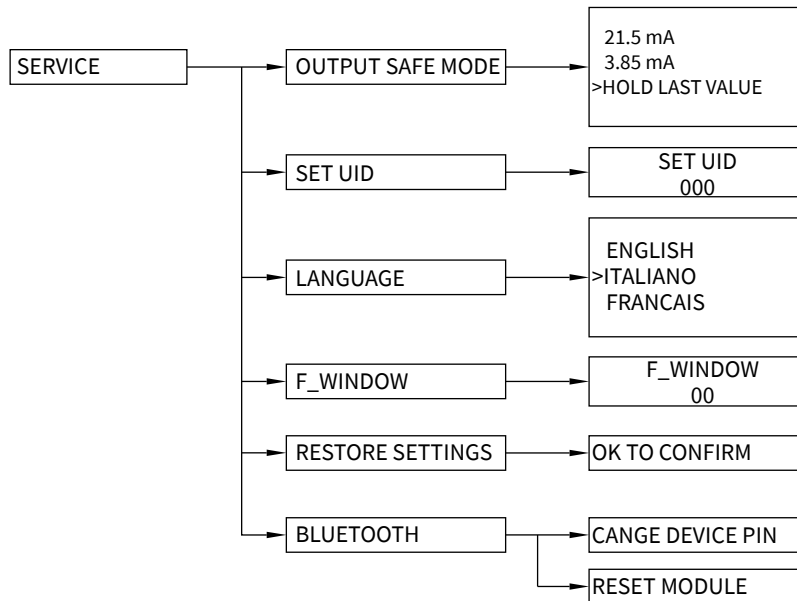 SERVICE
OUTPUT SAFE MODE
21.5 mA
3.85 mA
>HOLD LAST VALUE
SET UID
SET UID
000
LANGUAGE
ENGLISH
>ITALIANO
FRANCAIS
F_WINDOW
F_WINDOW
00
RESTORE SETTINGS
OK TO CONFIRM
BLUETOOTH
CANGE DEVICE PIN
RESET MODULE